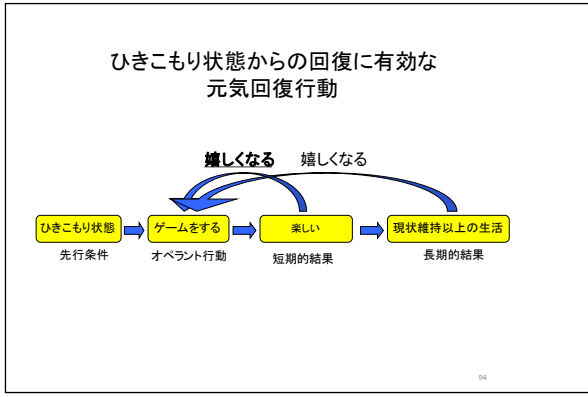 ひきこもり状態からの回復に有効な
元気回復行動
嬉しくなる 嬉しくなる
ひきこもり状態 ゲームをする 楽しい 現状維持以上の生活
先行条件 オペラント行動 短期的結果 長期的結果
94